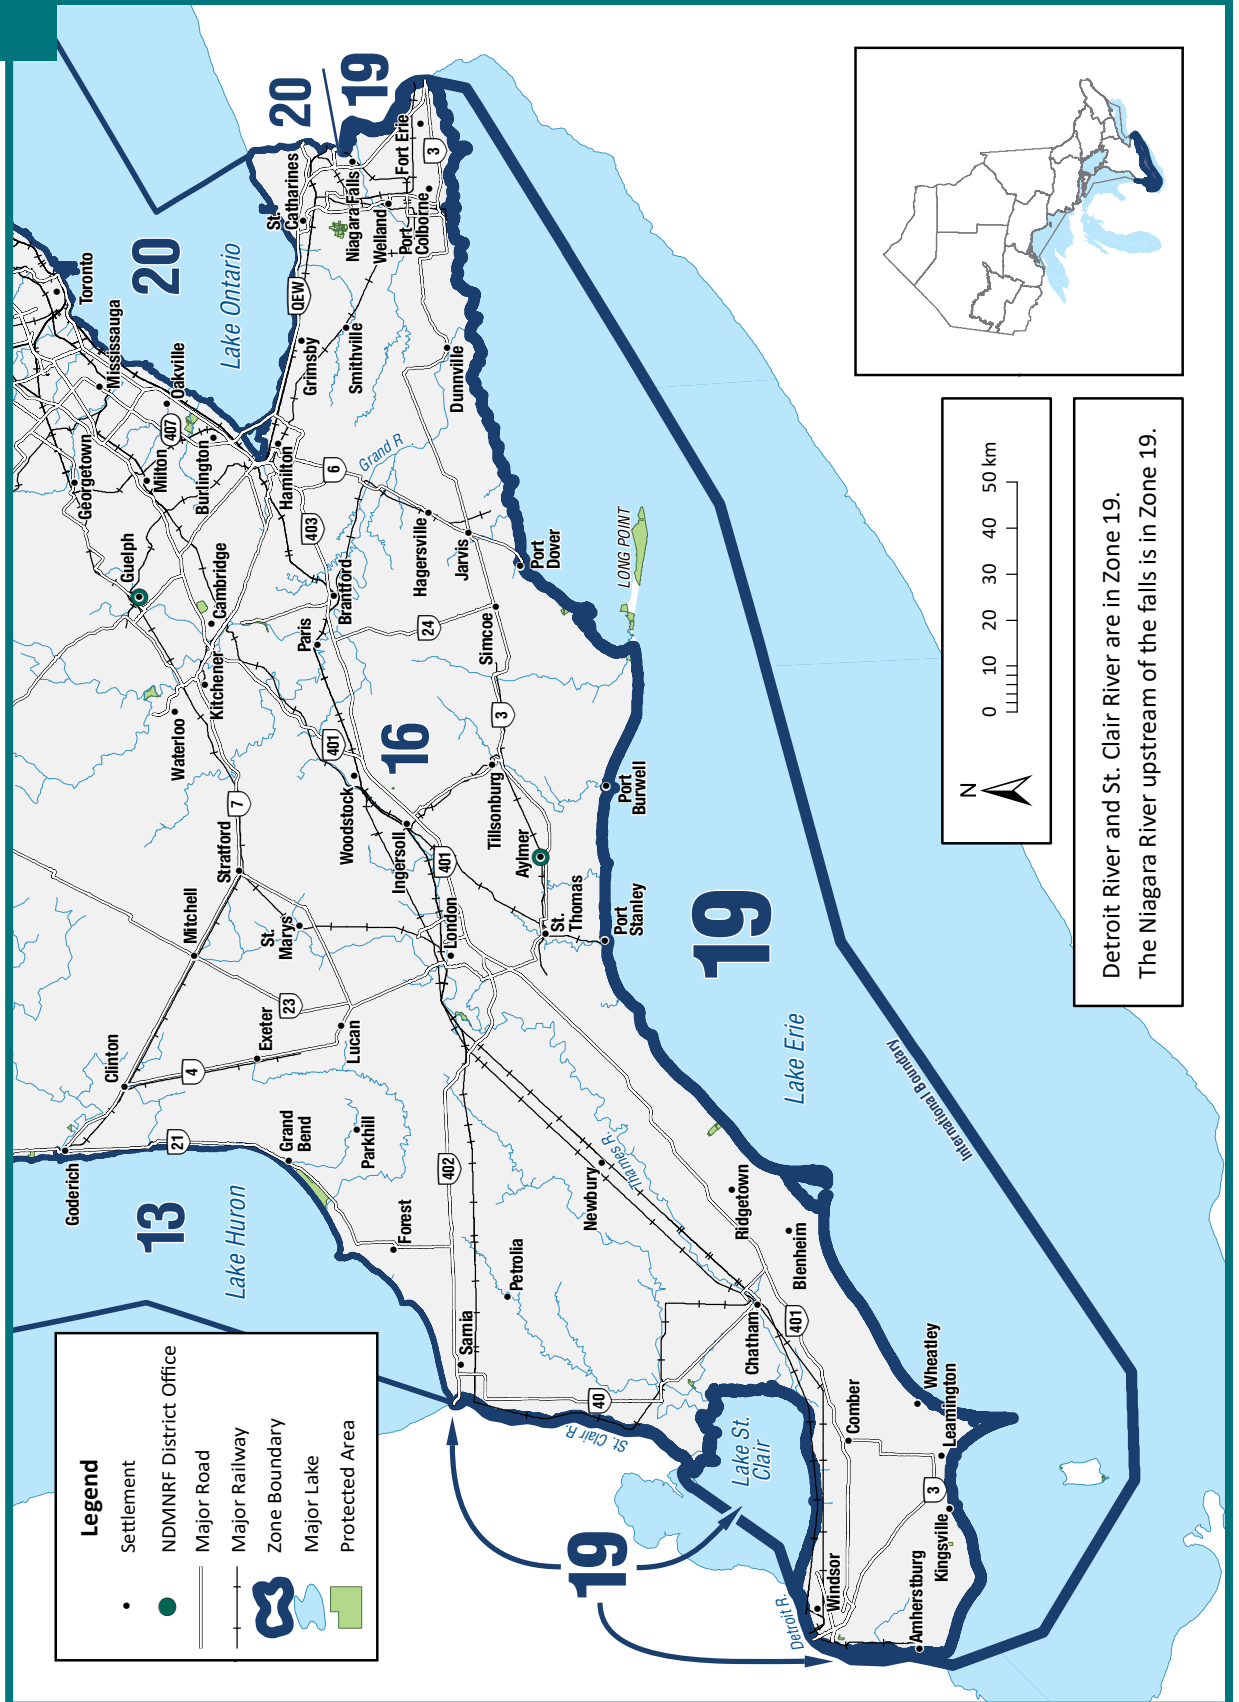 Legend
Settlement
NDMNRF District Office
Major Road
Major Railway
Zone Boundary
Major Lake
Protected Area
13
Lake Huron
Goderich
21
Clinton
4
Exeter
23
Mitchell
Stratford
7
St.
Marys
Lucan
Grand
Bend
Parkhill
Forest
402
Sarnia
Petrolia
40
St. Clair R.
19
Lake St.
Clair
Detroit R.
Windsor
Amherstburg
Kingsville
3
Leamington
Wheatley
Comber
401
Chatham
Blenheim
Ridgetown
Thames R.
Newbury
London
401
Ingersoll
Woodstock
401
16
Tillsonburg
Aylmer
St.
Thomas
Port
Stanley
Port
Burwell
3
Simcoe
24
Jarvis
Hagersville
Port
Dover
LONG POINT
Waterloo
Kitchener
Cambridge
Guelph
Paris
Brantford
403
6
Grand R
Hamilton
Burlington
Milton
Georgetown
407
Oakville
Mississauga
Toronto
20
Lake Ontario
Grimsby
Smithville
Dunnville
QEW
St.
Catharines
Niagara Falls
Welland
Port
Colborne
Fort Erie
3
20
19
19
Lake Erie
International Boundary
N
0 10 20 30 40 50 km
Detroit River and St. Clair River are in Zone 19.
The Niagara River upstream of the falls is in Zone 19.